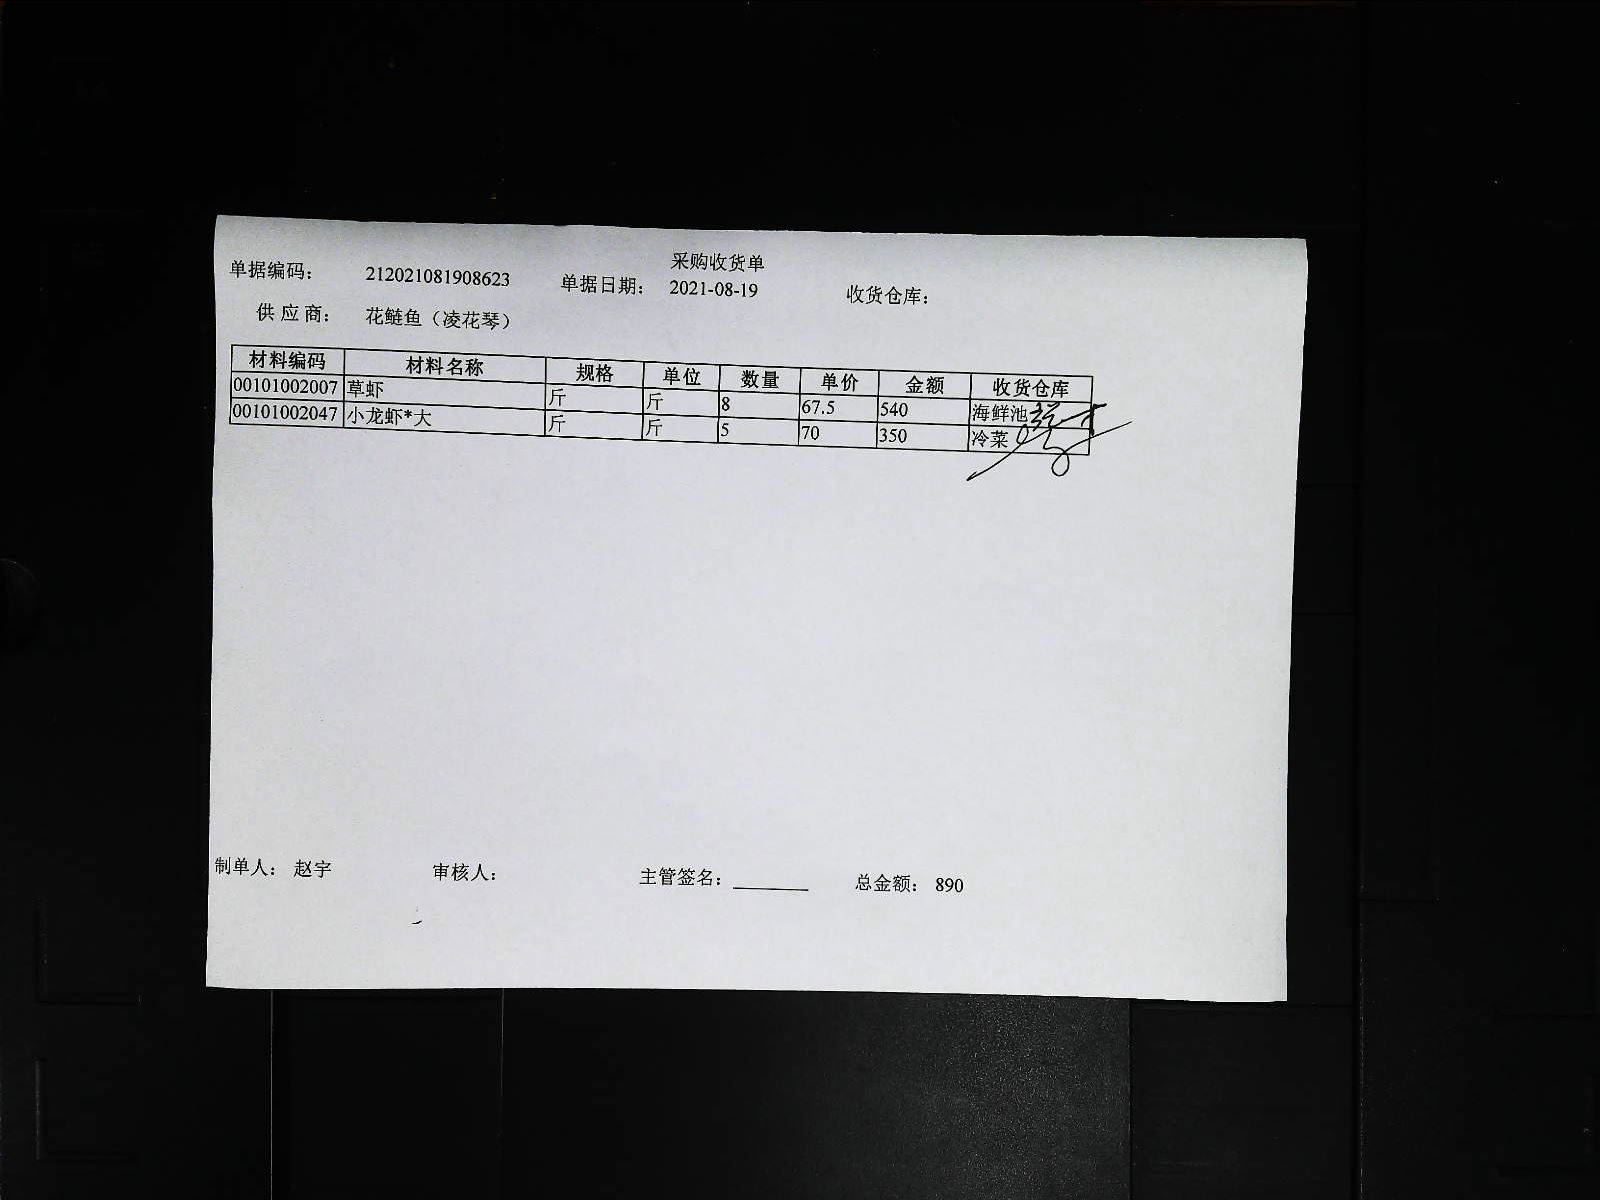 采购收货单
单据编码: 212021081908623 单据日期: 2021-08-19 收货仓库:
供应商: 花鲢鱼（凌花琴）
材料编码 材料名称 规格 单位 数量 单价 金额 收货仓库
00101002007 草虾 斤 斤 8 67.5 540 海鲜池
00101002047 小龙虾*大 斤 斤 5 70 350 冷菜
制单人: 赵宇 审核人: 主管签名: 总金额: 890